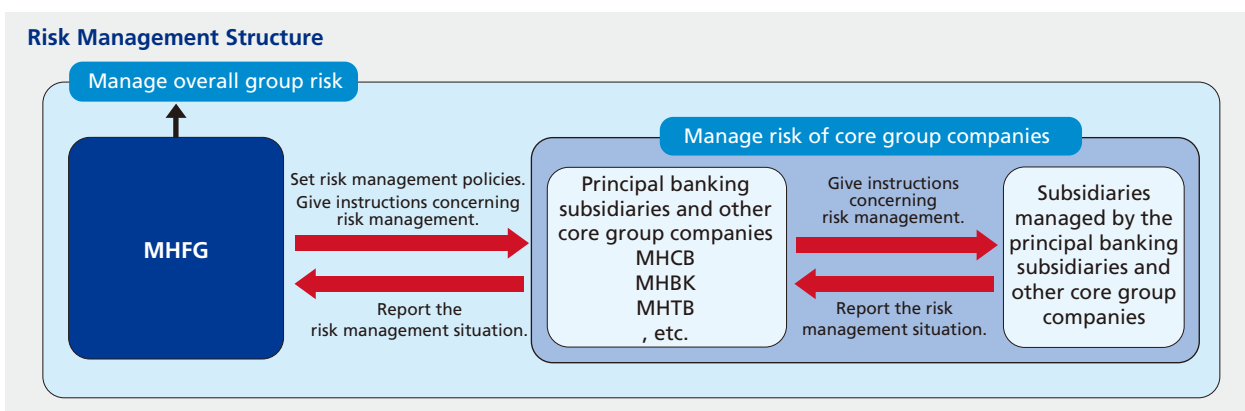 Risk Management Structure
Manage overall group risk
MHFG
Set risk management policies.
Give instructions concerning
risk management.
Report the
risk management situation.
Manage risk of core group companies
Principal banking
subsidiaries and other
core group companies
MHCB
MHBK
MHTB
, etc.
Give instructions
concerning
risk management.
Report the risk
management situation.
Subsidiaries
managed by the
principal banking
subsidiaries and
other core group
companies